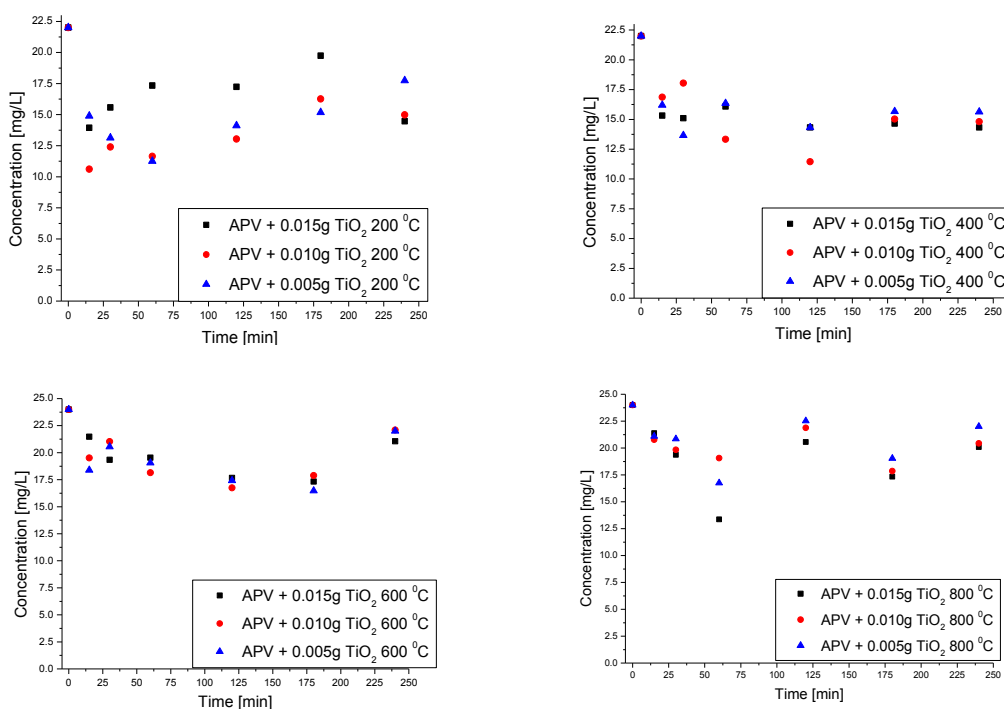 22.5
20.0
17.5
15.0
12.5
10.0
7.5
5.0
2.5
0.0
Concentration [mg/L]
APV + 0.015g TiO2 200 0C
APV + 0.010g TiO2 200 0C
APV + 0.005g TiO2 200 0C
0 25 50 75 100 125 150 175 200 225 250
Time [min]
22.5
20.0
17.5
15.0
12.5
10.0
7.5
5.0
2.5
0.0
Concentration [mg/L]
APV + 0.015g TiO2 400 0C
APV + 0.010g TiO2 400 0C
APV + 0.005g TiO2 400 0C
0 25 50 75 100 125 150 175 200 225 250
Time [min]
25.0
22.5
20.0
17.5
15.0
12.5
10.0
7.5
5.0
2.5
0.0
Concentration [mg/L]
APV + 0.015g TiO2 600 0C
APV + 0.010g TiO2 600 0C
APV + 0.005g TiO2 600 0C
0 25 50 75 100 125 150 175 200 225 250
Time [min]
25.0
22.5
20.0
17.5
15.0
12.5
10.0
7.5
5.0
2.5
0.0
Concentration [mg/L]
APV + 0.015g TiO2 800 0C
APV + 0.010g TiO2 800 0C
APV + 0.005g TiO2 800 0C
0 25 50 75 100 125 150 175 200 225 250
Time [min]